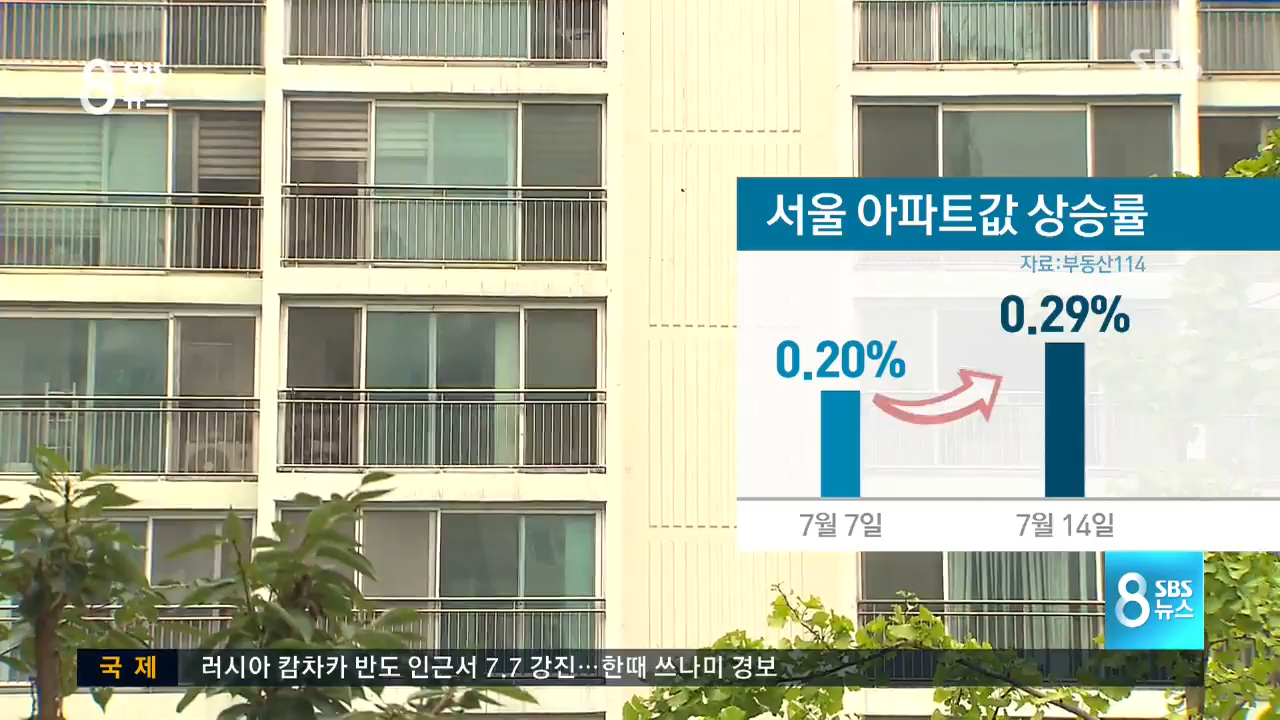 8 SBS 뉴스
SBS
서울 아파트값 상승률
자료:부동산114
0.20%
0.29%
7월 7일
7월 14일
8 SBS 뉴스
국 제
러시아 캄차카 반도 인근서 7.7 강진…한때 쓰나미 경보